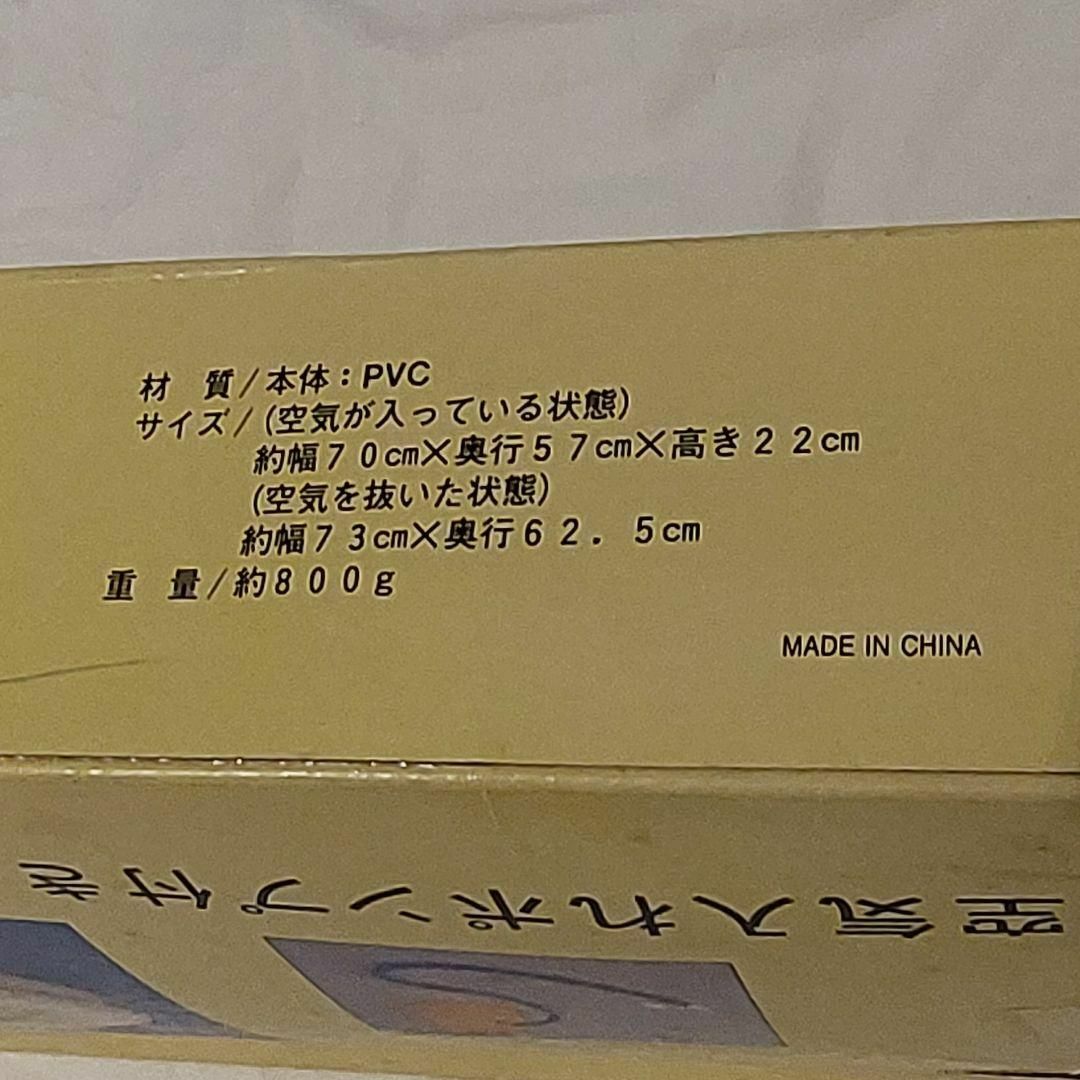 材　質/本体：PVC
サイズ/(空気が入っている状態)
約幅７０cm×奥行５７cm×高き２２cm
(空気を抜いた状態)
約幅７３cm×奥行６２．５cm
重　量/約８００g
MADE IN CHINA
空気入れポンプ付き